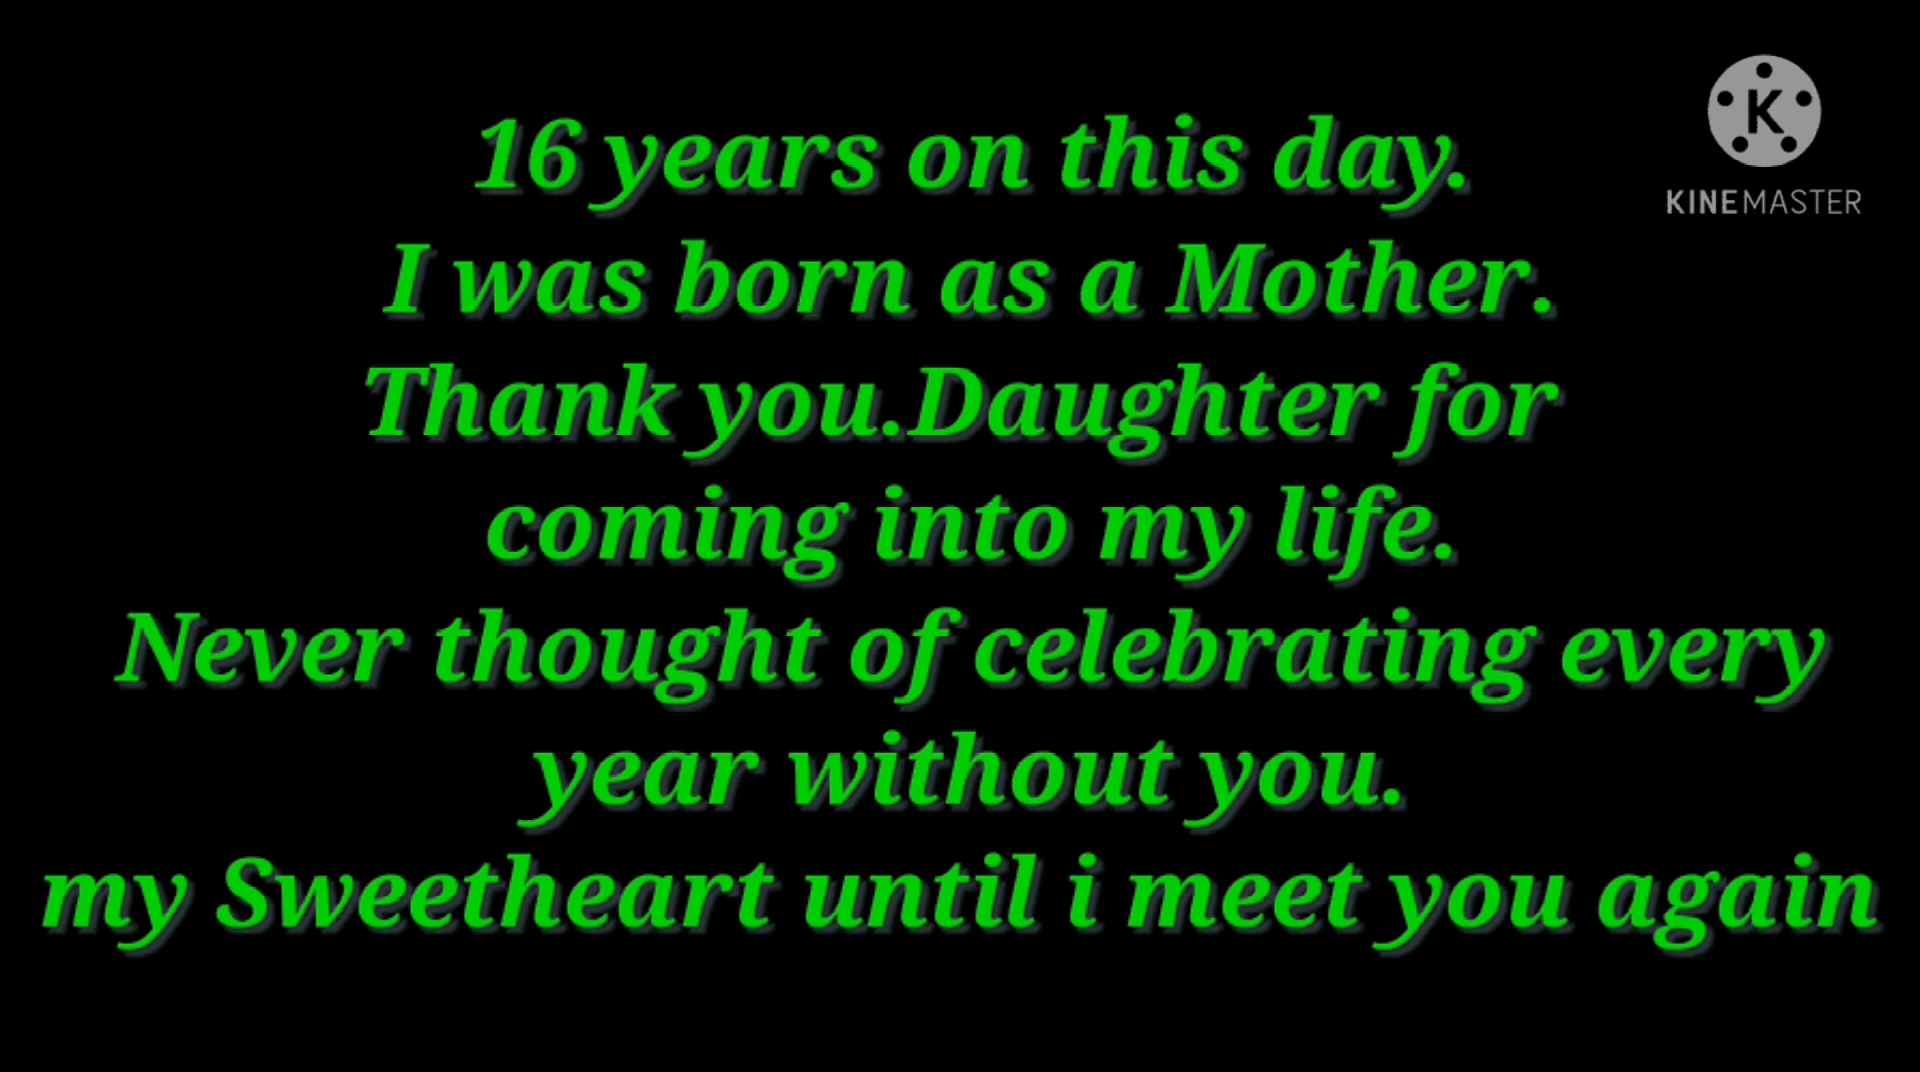 K
KINEMASTER
16 years on this day.
I was born as a Mother.
Thank you.Daughter for
coming into my life.
Never thought of celebrating every
year without you.
my Sweetheart until i meet you again